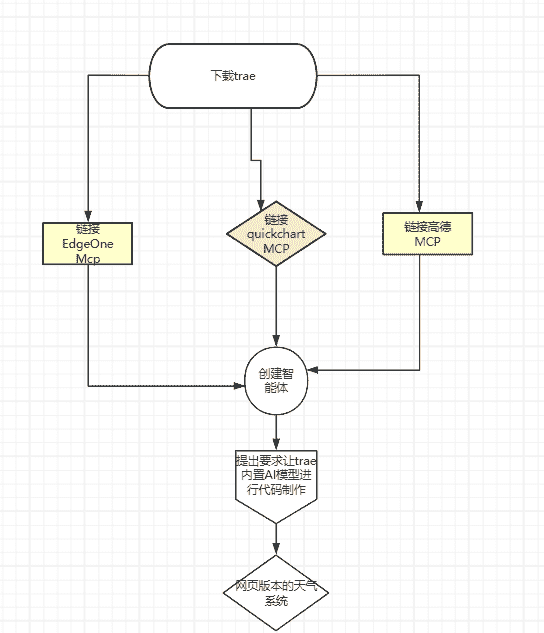 下载trae
链接
EdgeOne
Mcp
链接
quickchart
MCP
链接高德
MCP
创建智
能体
提出要求让trae
内置AI模型进
行代码制作
网页版本的天气
系统